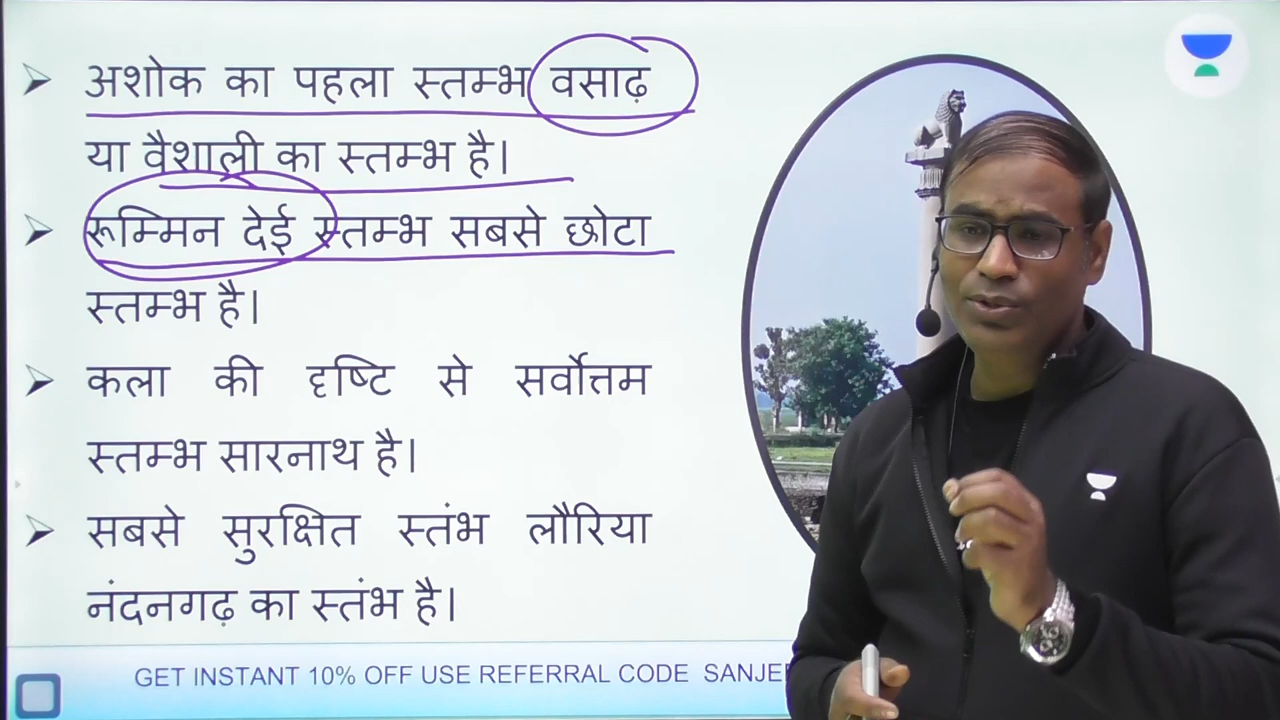 अशोक का पहला स्तम्भ वसाढ़
या वैशाली का स्तम्भ है।
रूम्मिन देई स्तम्भ सबसे छोटा
स्तम्भ है।
कला की दृष्टि से सर्वोत्तम
स्तम्भ सारनाथ है।
सबसे सुरक्षित स्तंभ लौरिया
नंदनगढ़ का स्तंभ है।
GET INSTANT 10% OFF USE REFERRAL CODE